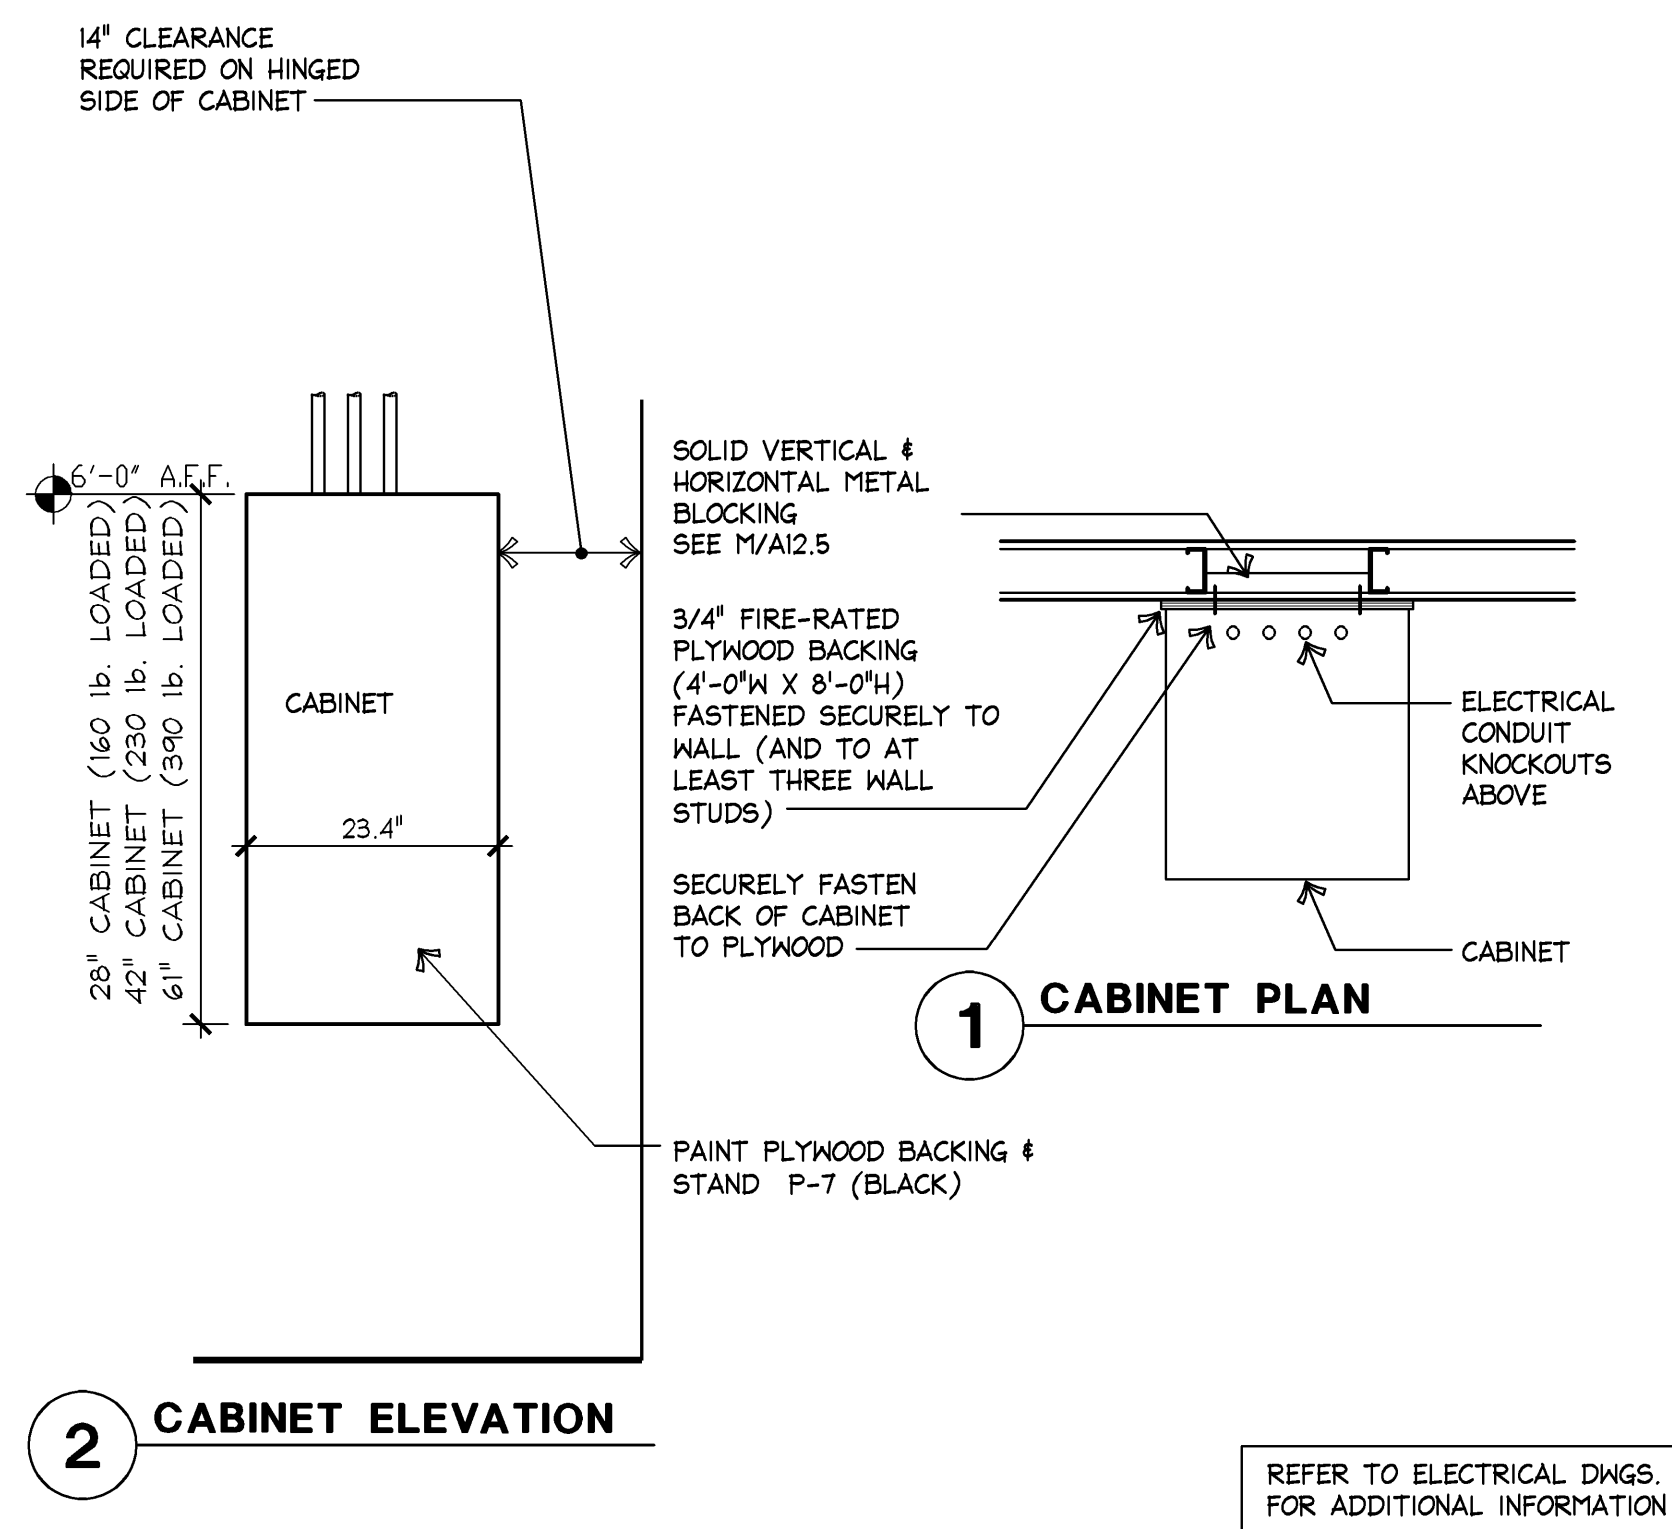 14" CLEARANCE
REQUIRED ON HINGED
SIDE OF CABINET
6'-0" A.F.F.
28" CABINET (160 lb. LOADED)
42" CABINET (230 lb. LOADED)
61" CABINET (390 lb. LOADED)
CABINET
23.4"
SOLID VERTICAL &
HORIZONTAL METAL
BLOCKING
SEE M/A12.5
3/4" FIRE-RATED
PLYWOOD BACKING
(4'-0"W X 8'-0"H)
FASTENED SECURELY TO
WALL (AND TO AT
LEAST THREE WALL
STUDS)
SECURELY FASTEN
BACK OF CABINET
TO PLYWOOD
ELECTRICAL
CONDUIT
KNOCKOUTS
ABOVE
CABINET
1 CABINET PLAN
PAINT PLYWOOD BACKING &
STAND P-7 (BLACK)
2 CABINET ELEVATION
REFER TO ELECTRICAL DWGS.
FOR ADDITIONAL INFORMATION